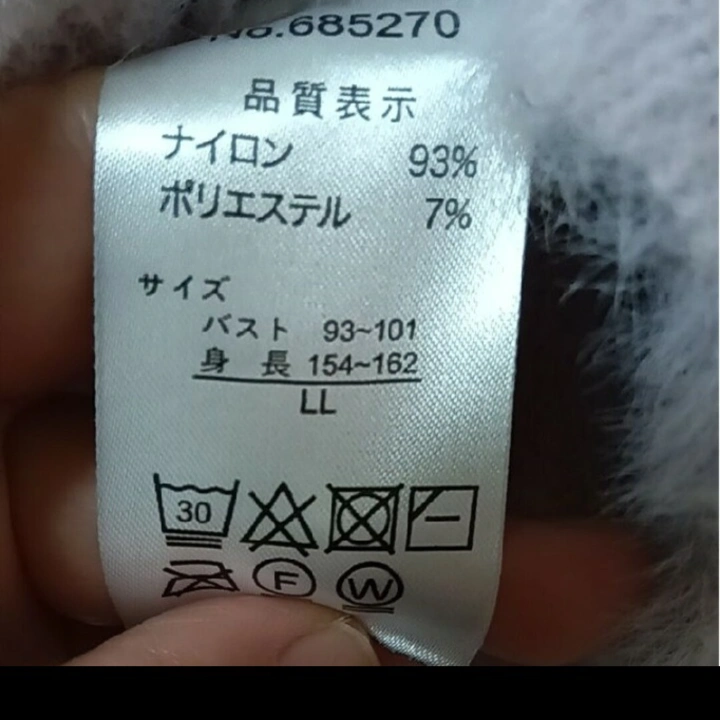 No.685270
品質表示
ナイロン 93%
ポリエステル 7%
サイズ
バスト 93~101
身長 154~162
LL
30
F W